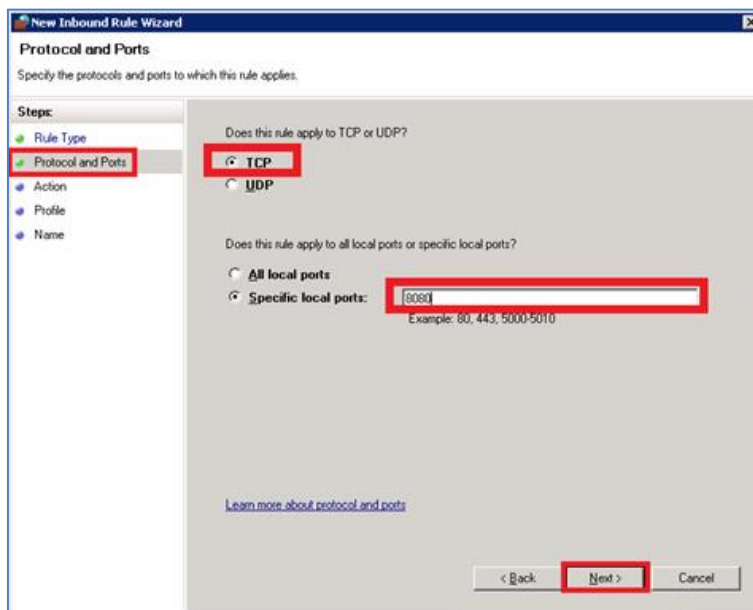 New Inbound Rule Wizard
Protocol and Ports
Specify the protocols and ports to which this rule applies.
Steps:
Rule Type
Protocol and Ports
Action
Profile
Name
Does this rule apply to TCP or UDP?
TCP
UDP
Does this rule apply to all local ports or specific local ports?
All local ports
Specific local ports:
8080
Example: 80, 443, 5000-5010
Learn more about protocol and ports
< Back
Next >
Cancel